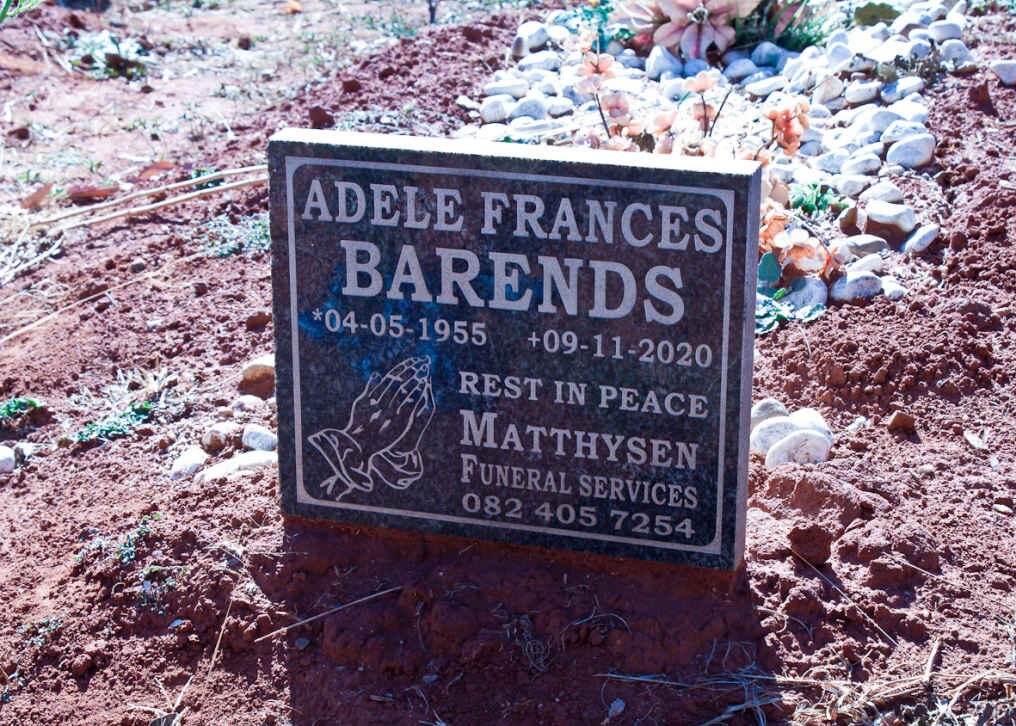 ADELE FRANCES
BARENDS
*04-05-1955 +09-11-2020
REST IN PEACE
MATTHYSEN
FUNERAL SERVICES
082 405 7254